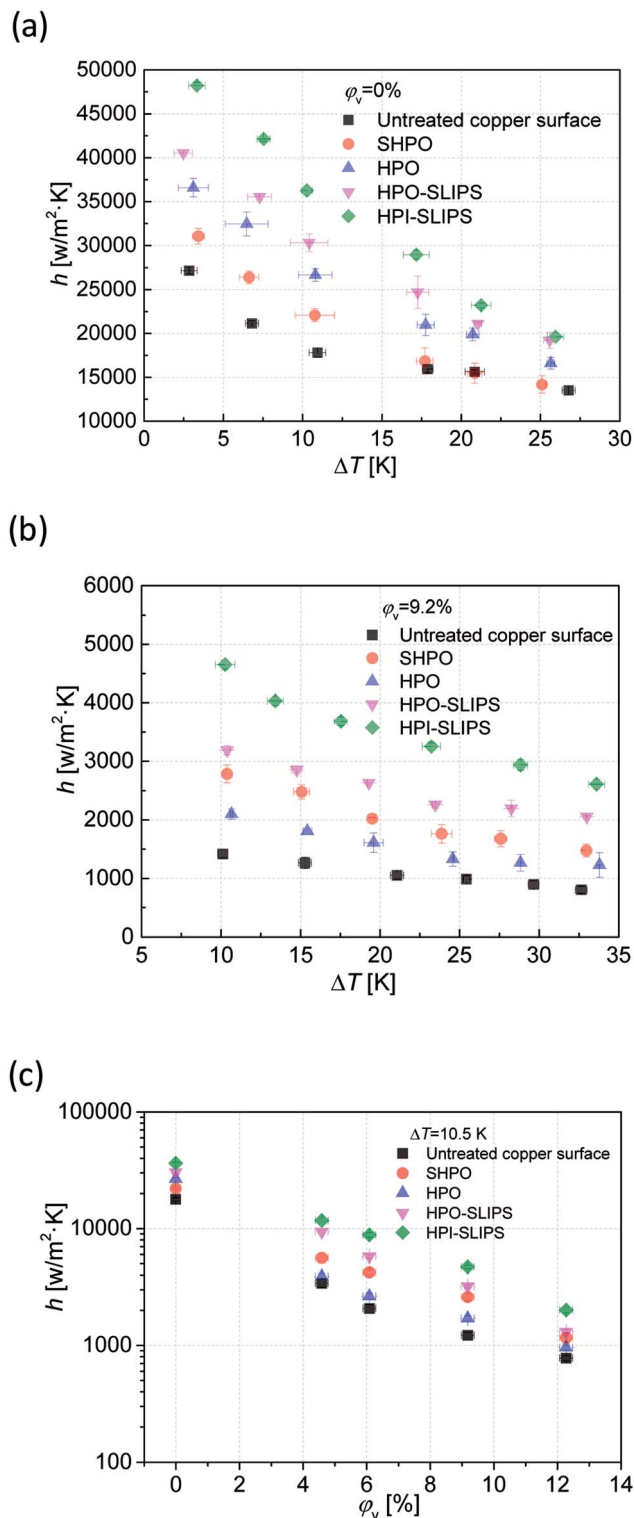 (a)
50000
45000
40000
35000
30000
25000
20000
15000
10000
h [w/m²·K]
φᵥ=0%
Untreated copper surface
SHPO
HPO
HPO-SLIPS
HPI-SLIPS
0 5 10 15 20 25 30
ΔT [K]
(b)
6000
5000
4000
3000
2000
1000
0
h [w/m²·K]
φᵥ=9.2%
Untreated copper surface
SHPO
HPO
HPO-SLIPS
HPI-SLIPS
5 10 15 20 25 30 35
ΔT [K]
(c)
100000
10000
1000
100
h [w/m²·K]
ΔT=10.5 K
Untreated copper surface
SHPO
HPO
HPO-SLIPS
HPI-SLIPS
0 2 4 6 8 10 12 14
φᵥ [%]